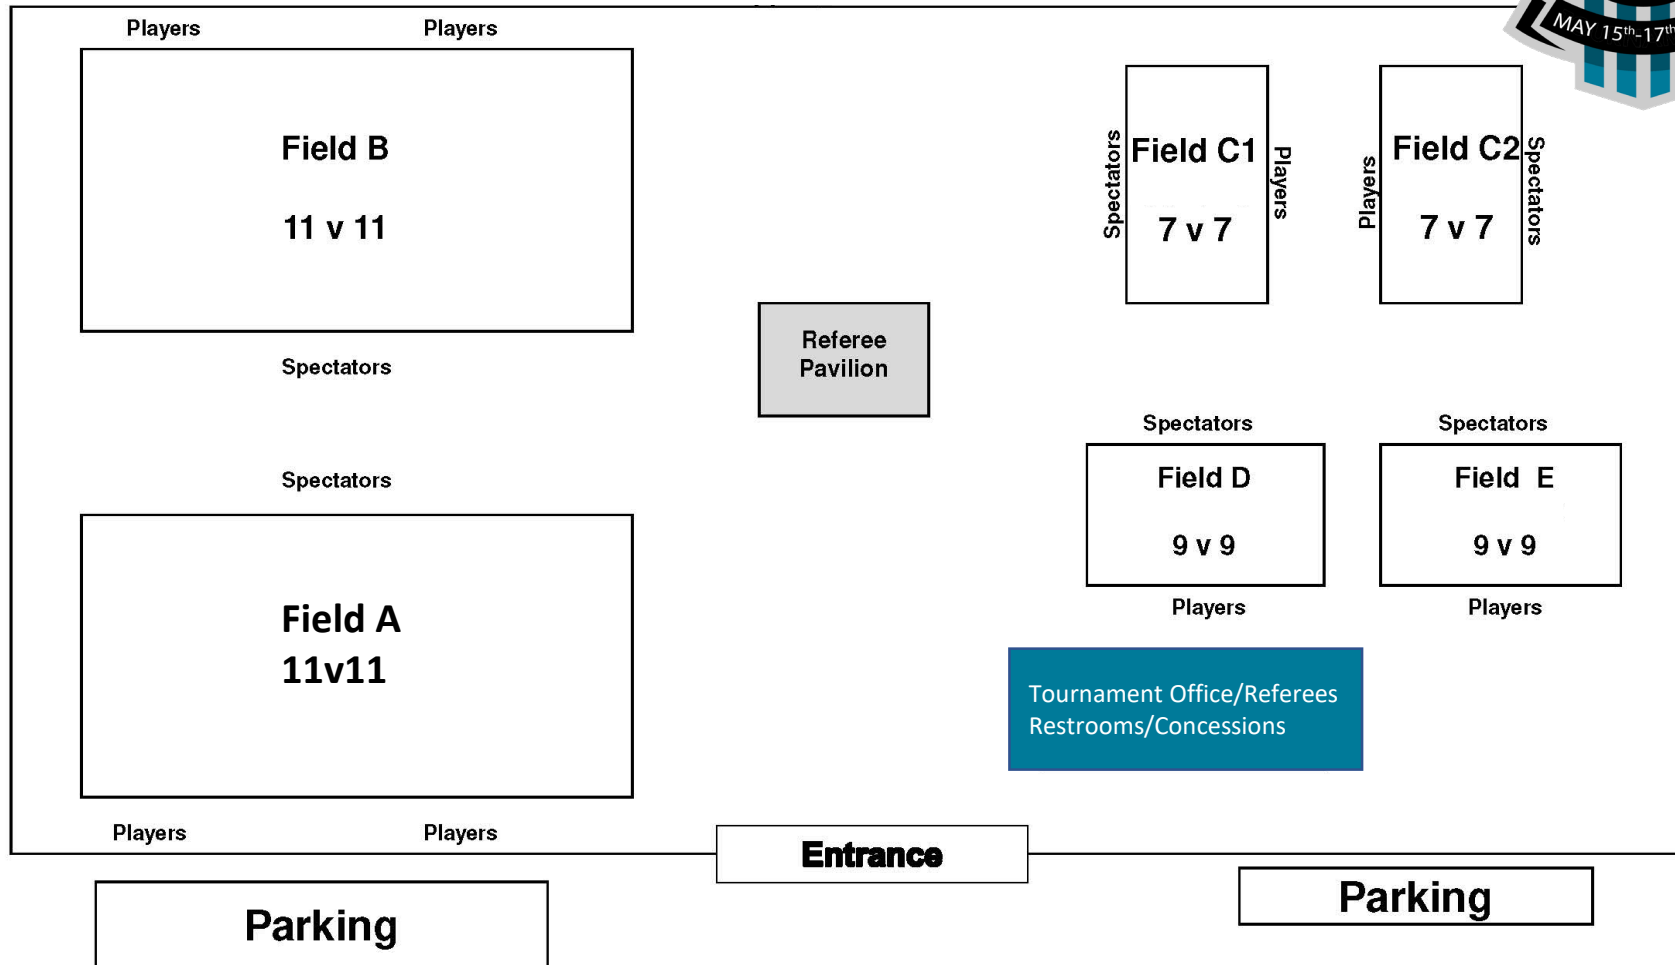 Players
Players
MAY 15th-17th
Field B
11 v 11
Spectators
Spectators
Field C1
7 v 7
Players
Players
Field C2
7 v 7
Spectators
Referee
Pavilion
Spectators
Field A
11v11
Players
Players
Spectators
Field D
9 v 9
Players
Spectators
Field E
9 v 9
Players
Tournament Office/Referees
Restrooms/Concessions
Entrance
Parking
Parking